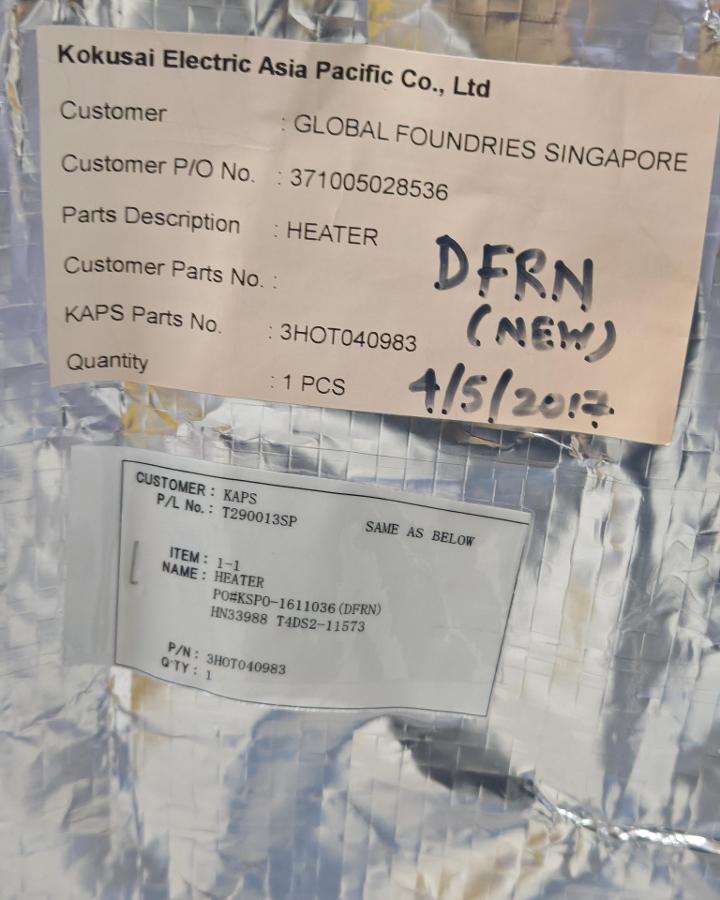 Kokusai Electric Asia Pacific Co., Ltd
Customer : GLOBAL FOUNDRIES SINGAPORE
Customer P/O No. : 371005028536
Parts Description : HEATER
Customer Parts No. :
KAPS Parts No. : 3HOT040983
Quantity : 1 PCS
DFRN
(NEW)
4/5/2017
CUSTOMER : KAPS
P/L No. : T290013SP
SAME AS BELOW
ITEM : 1-1
NAME : HEATER
PO#KSPO-1611036(DFRN)
HN33988 T4DS2-11573
P/N : 3HOT040983
Q'TY : 1